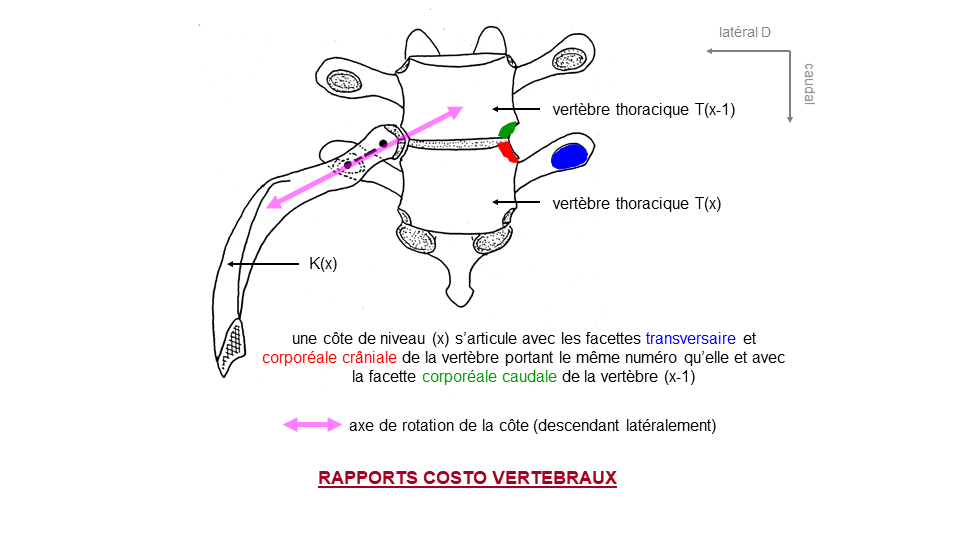 latéral D
caudal
vertèbre thoracique T(x-1)
vertèbre thoracique T(x)
K(x)
une côte de niveau (x) s’articule avec les facettes transversaire et
corporéale crâniale de la vertèbre portant le même numéro qu’elle et avec
la facette corporéale caudale de la vertèbre (x-1)
axe de rotation de la côte (descendant latéralement)
RAPPORTS COSTO VERTEBRAUX